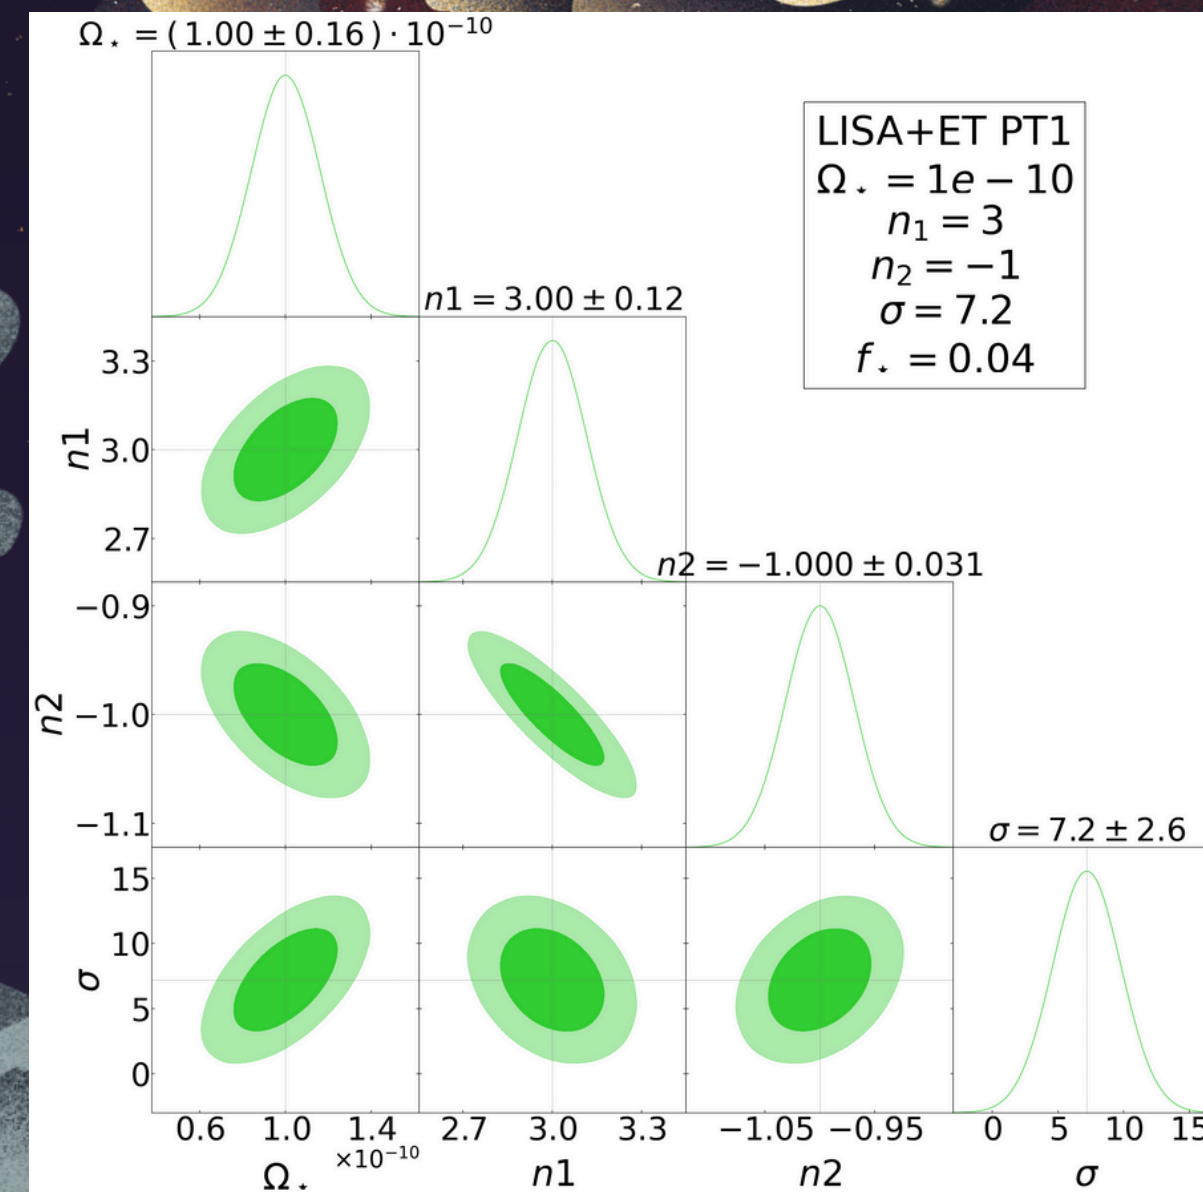 Ω⋆ = (1.00 ± 0.16) · 10⁻¹⁰
LISA+ET PT1
Ω⋆ = 1e − 10
n₁ = 3
n₂ = −1
σ = 7.2
f⋆ = 0.04
n1 = 3.00 ± 0.12
3.3
n1
3.0
2.7
n2 = −1.000 ± 0.031
−0.9
n2
−1.0
−1.1
σ = 7.2 ± 2.6
15
10
σ
5
0
0.6 1.0 1.4 2.7 3.0 3.3 −1.05 −0.95 0 5 10 15
×10⁻¹⁰
Ω⋆ n1 n2 σ